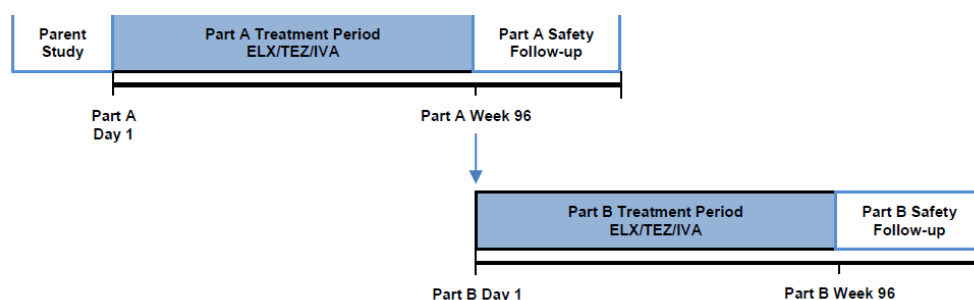 Parent
Study
Part A Treatment Period
ELX/TEZ/IVA
Part A Safety
Follow-up
Part A
Day 1
Part A Week 96
Part B Treatment Period
ELX/TEZ/IVA
Part B Safety
Follow-up
Part B Day 1
Part B Week 96